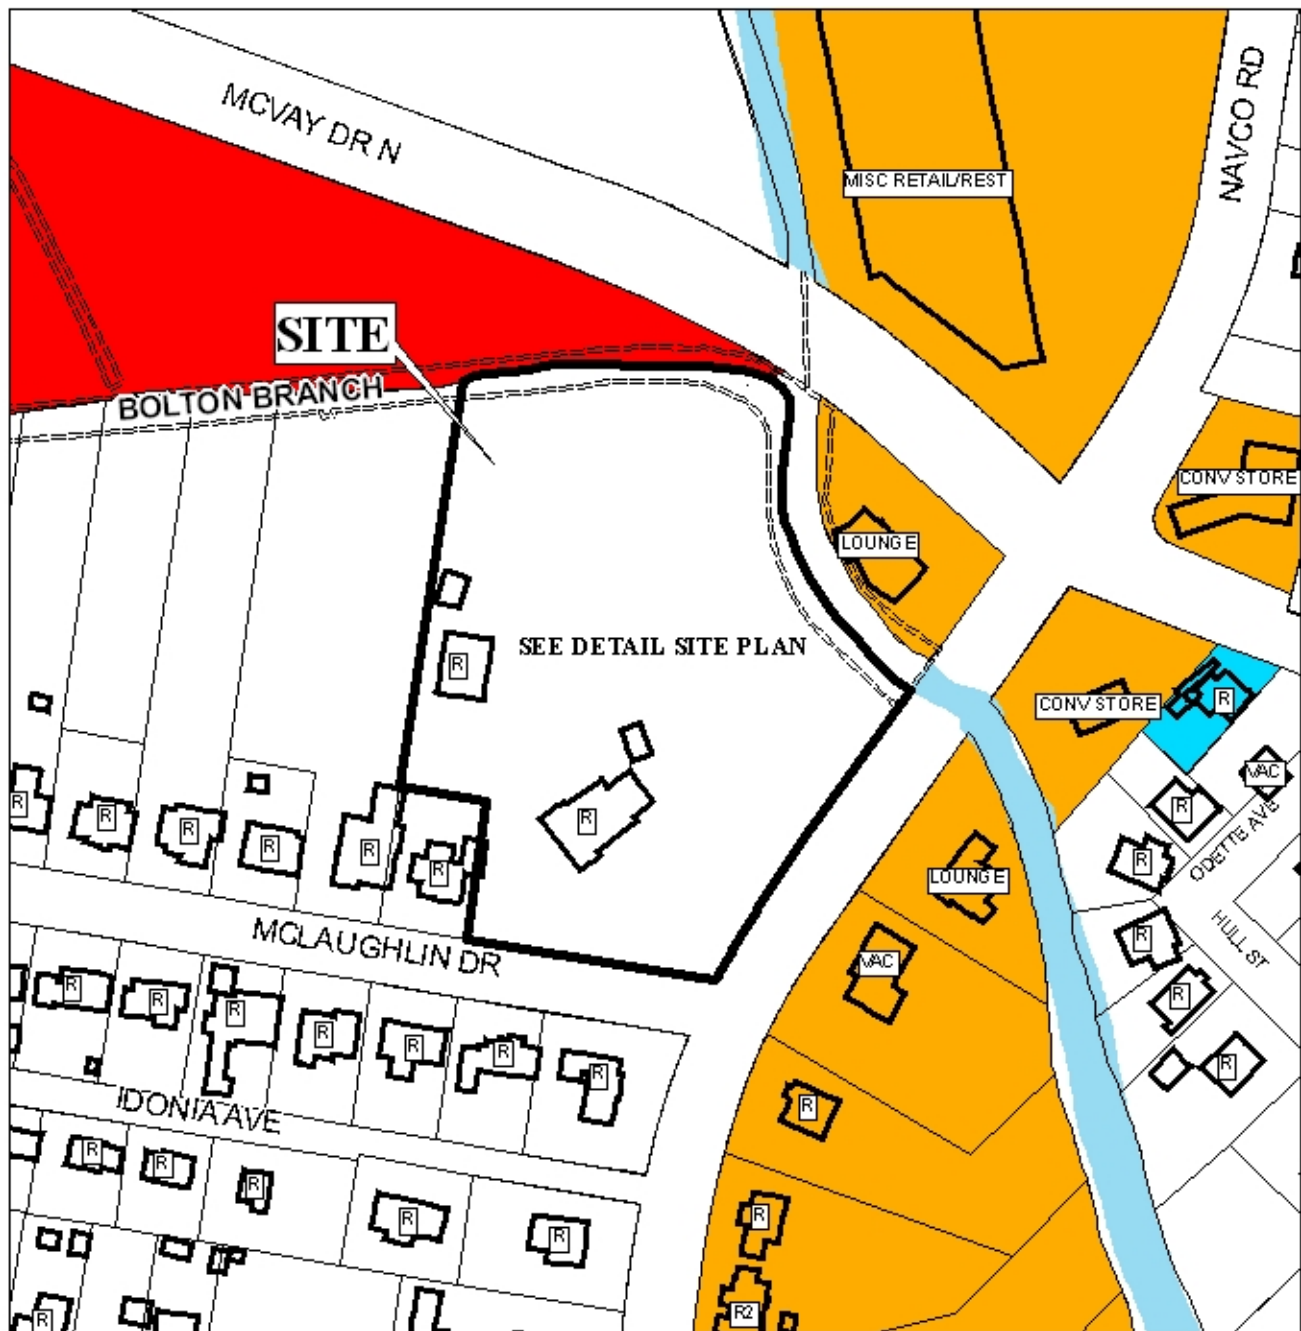 MCVAY DR N
NAVCO RD
MISC RETAIL/REST
SITE
BOLTON BRANCH
CONV STORE
LOUNGE
SEE DETAIL SITE PLAN
R
R
CONV STORE
VAC
R
R
R
R
R
R
R
R
R
R
ODETTE AVE
LOUNGE
HULL ST
MCLAUGHLIN DR
R
VAC
R
R
R
R
R
R
R
R
R
R
IDONIA AVE
R
R
R
R
R
R
R
R2
R